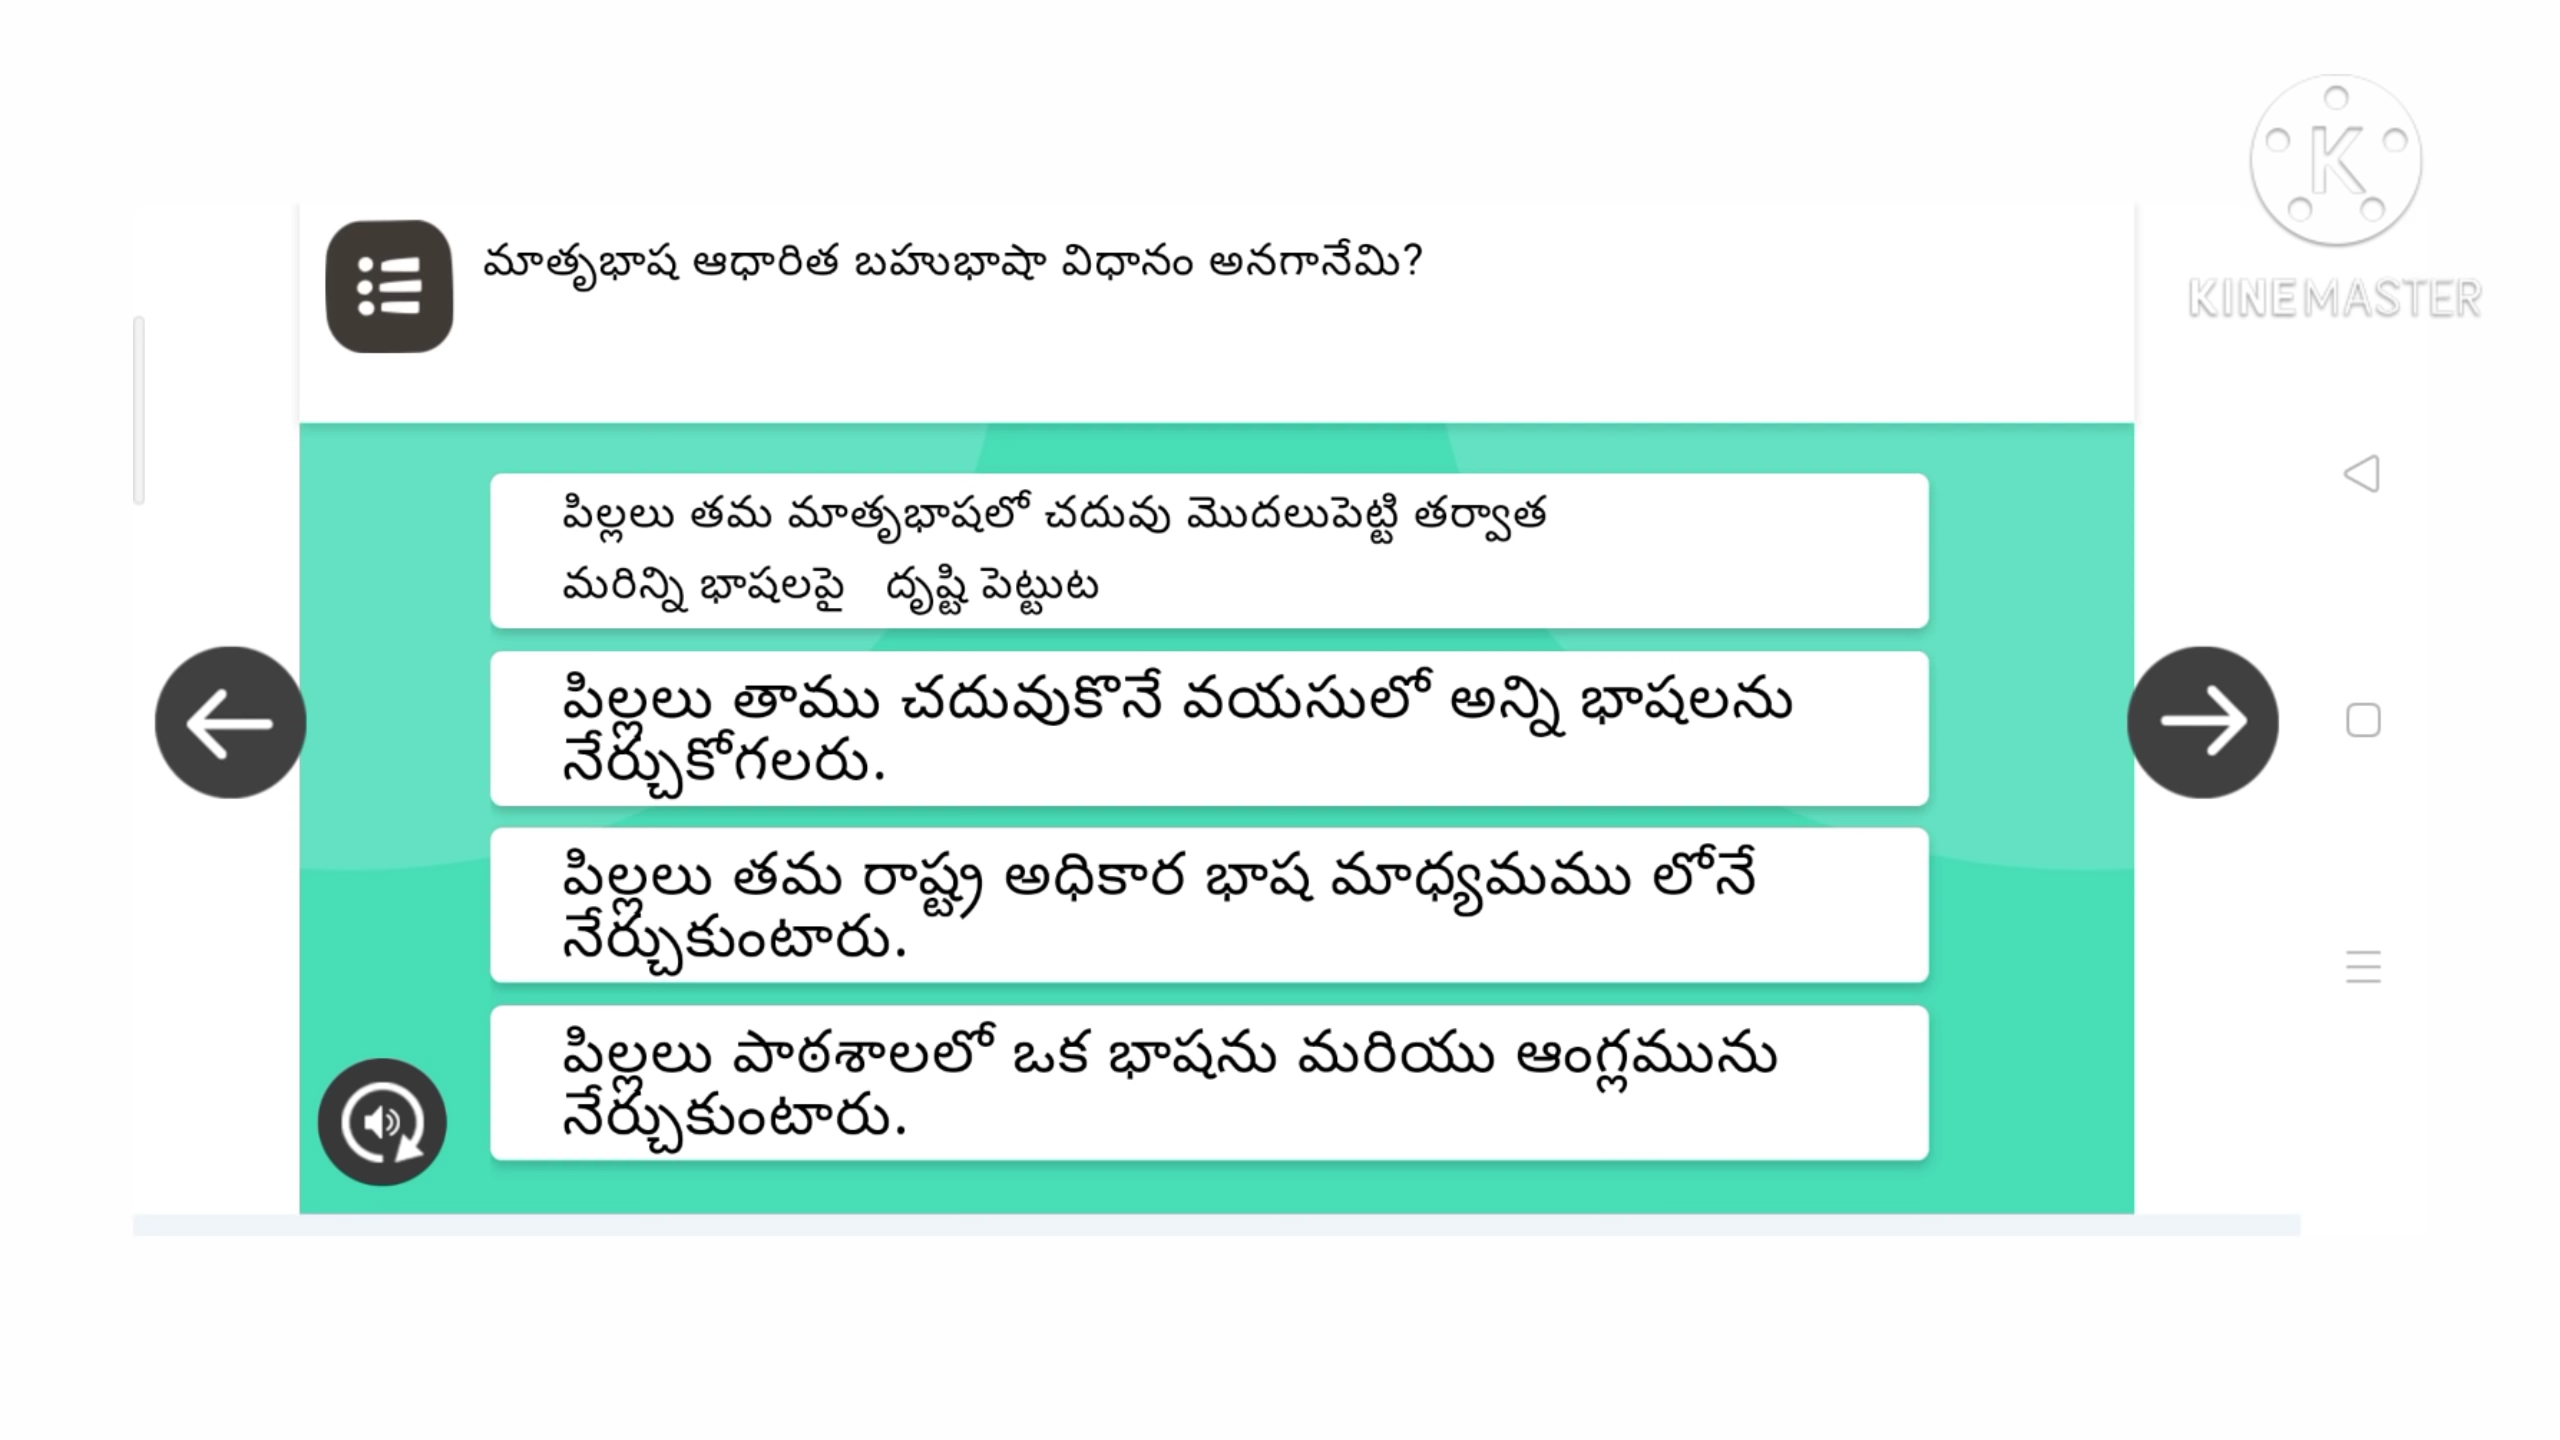 మాతృభాష ఆధారిత బహుభాషా విధానం అనగానేమి?
K
KINEMASTER
పిల్లలు తమ మాతృభాషలో చదువు మొదలుపెట్టి తర్వాత
మరిన్ని భాషలపై దృష్టి పెట్టుట
పిల్లలు తాము చదువుకొనే వయసులో అన్ని భాషలను
నేర్చుకోగలరు.
పిల్లలు తమ రాష్ట్ర అధికార భాష మాధ్యమము లోనే
నేర్చుకుంటారు.
పిల్లలు పాఠశాలలో ఒక భాషను మరియు ఆంగ్లమును
నేర్చుకుంటారు.